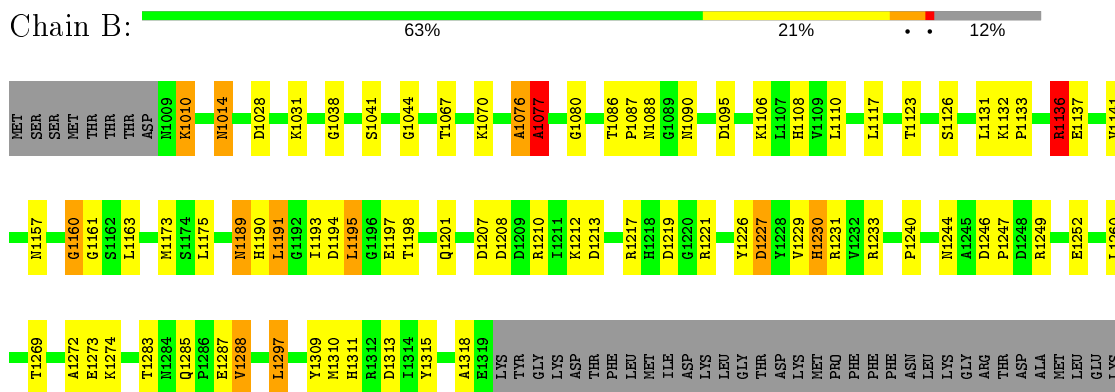 Chain B:
63% 21% • • 12%
MET SER SER MET THR THR THR ASP N1009 K1010 N1014 D1028 K1031 G1038 S1041 G1044 T1067 K1070 A1076 A1077 G1080 T1086 P1087 N1088 G1089 N1090 D1095 K1106 L1107 H1108 V1109 L1110 L1117 T1123 S1126 L1131 K1132 P1133 R1136 E1137
N1157 G1160 G1161 S1162 L1163 M1173 S1174 L1175 N1189 H1190 L1191 G1192 I1193 D1194 L1195 G1196 E1197 T1198 Q1201 D1207 D1208 D1209 R1210 I1211 K1212 D1213 R1217 H1218 D1219 G1220 R1221 Y1226 D1227 Y1228 V1229 H1230 R1231 V1232 R1233 P1240 N1244 A1245 D1246 P1247 D1248 R1249 E1252
T1269 A1272 E1273 K1274 T1283 N1284 Q1285 P1286 E1287 V1288 L1297 Y1309 M1310 H1311 R1312 D1313 I1314 Y1315 A1318 E1319 LYS TYR GLY LYS ASP THR PHE LEU MET ILE ASP LYS LEU GLY THR ASP LYS MET PRO PHE PHE PHE ASN LEU LYS GLY ARG THR ASP ALA MET LEU GLU